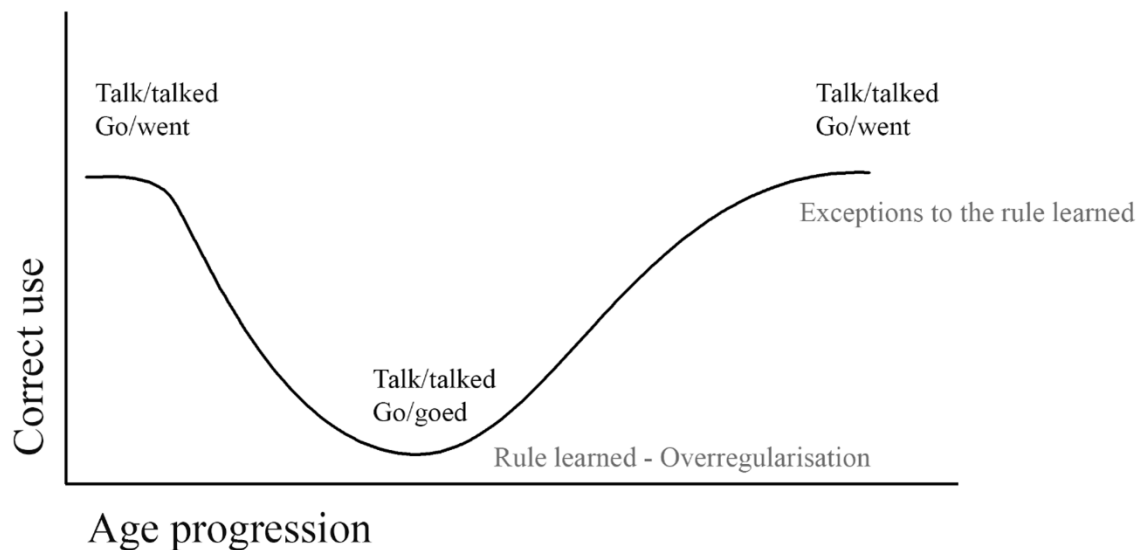 Talk/talked
Go/went
Talk/talked
Go/went
Exceptions to the rule learned
Correct use
Talk/talked
Go/goed
Rule learned - Overregularisation
Age progression